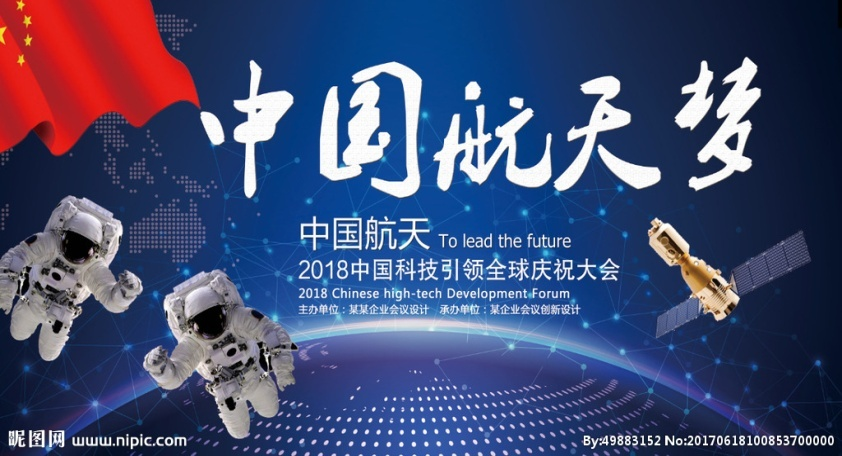 中国航天梦
中国航天 To lead the future
2018中国科技引领全球庆祝大会
2018 Chinese high-tech Development Forum
主办单位：某某企业会议设计 承办单位：某企业会议创新设计
昵图网 www.nipic.com
By:49883152 No:20170618100853700000